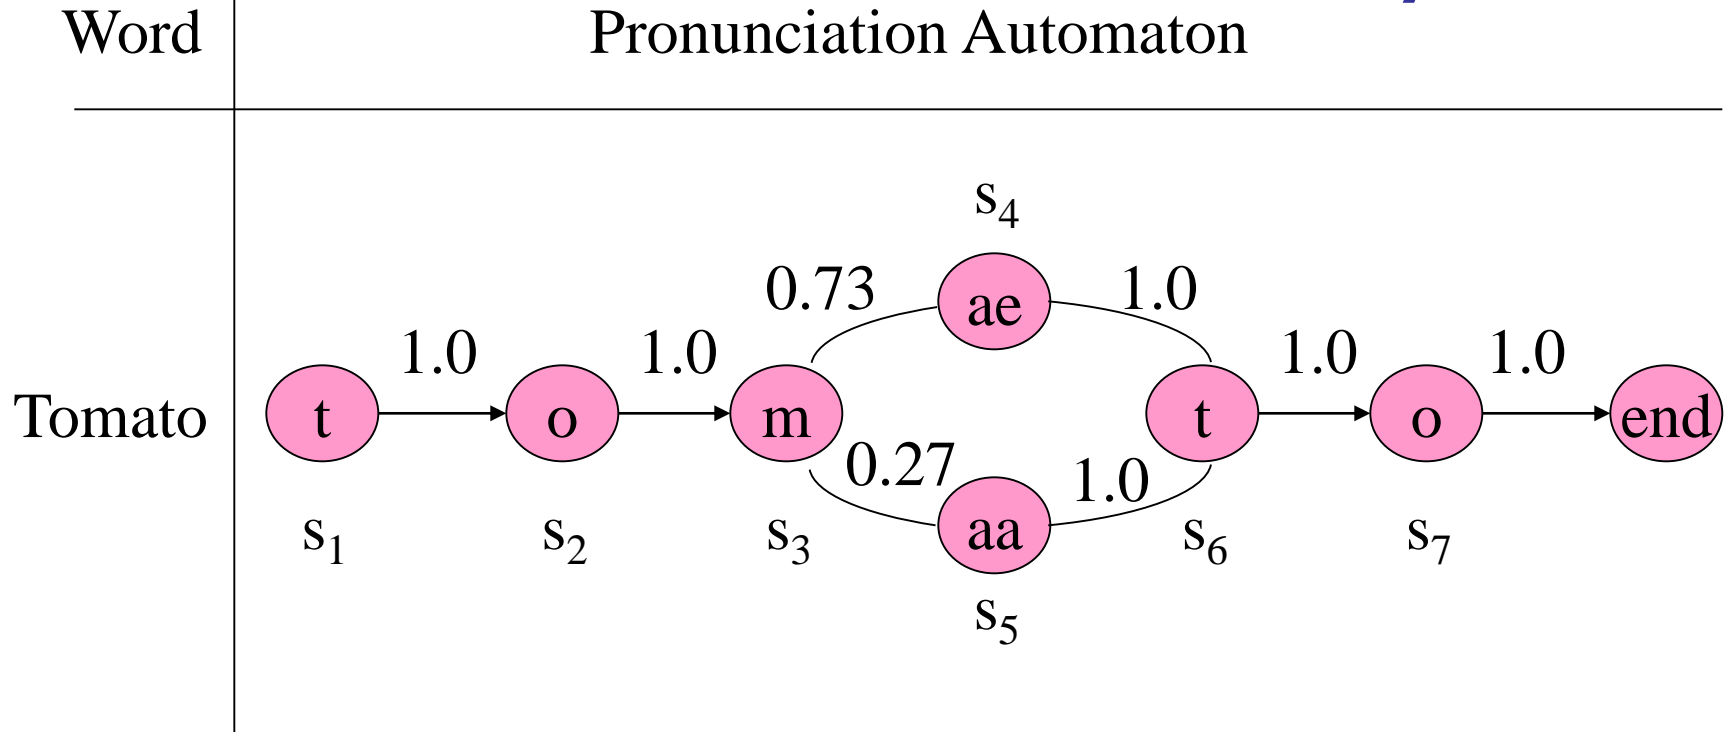 Word Pronunciation Automaton
s4
0.73 ae 1.0
1.0 1.0 1.0 1.0
Tomato t o m t o end
0.27 aa 1.0
s1 s2 s3 s6 s7
s5